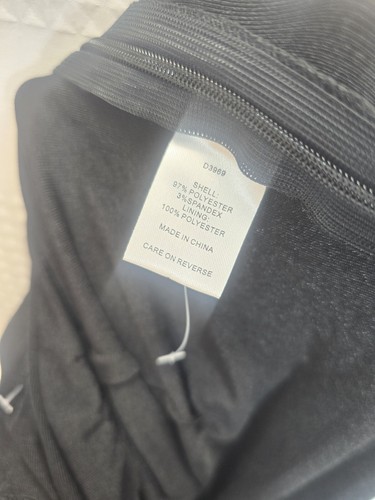 D3969
SHELL:
97% POLYESTER
3%SPANDEX
LINING:
100% POLYESTER
MADE IN CHINA
CARE ON REVERSE